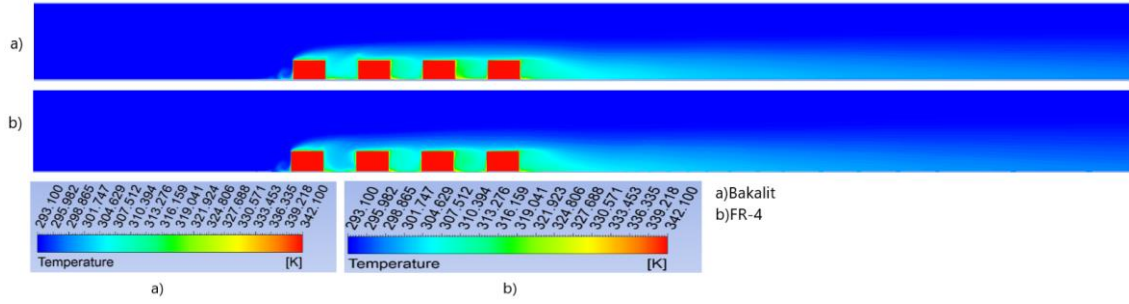 a)
b)
293.100 295.982 298.865 301.747 304.629 307.512 310.394 313.276 316.159 319.041 321.924 324.806 327.688 330.571 333.453 336.335 339.218 342.100
Temperature [K]
a)
293.100 295.982 298.865 301.747 304.629 307.512 310.394 313.276 316.159 319.041 321.923 324.806 327.688 330.571 333.453 336.335 339.218 342.100
Temperature [K]
b)
a)Bakalit
b)FR-4